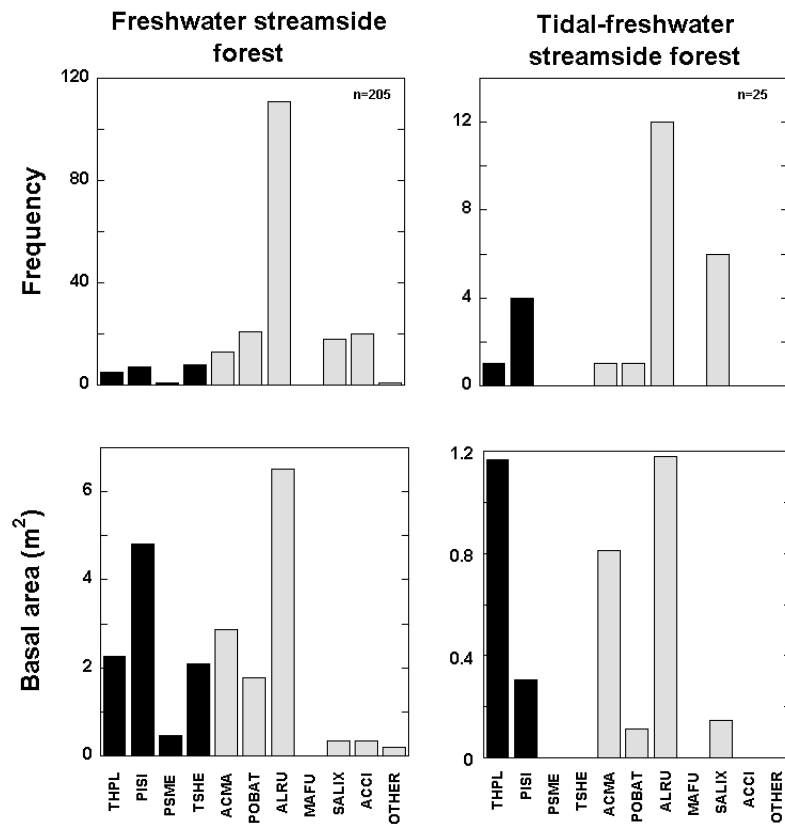 Freshwater streamside
forest
Tidal-freshwater
streamside forest
Frequency
120
80
40
0
n=205
12
8
4
0
n=25
Basal area (m²)
6
4
2
0
THPL
PISI
PSME
TSHE
ACMA
POBAT
ALRU
MAFU
SALIX
ACCI
OTHER
1.2
0.8
0.4
0
THPL
PISI
PSME
TSHE
ACMA
POBAT
ALRU
MAFU
SALIX
ACCI
OTHER